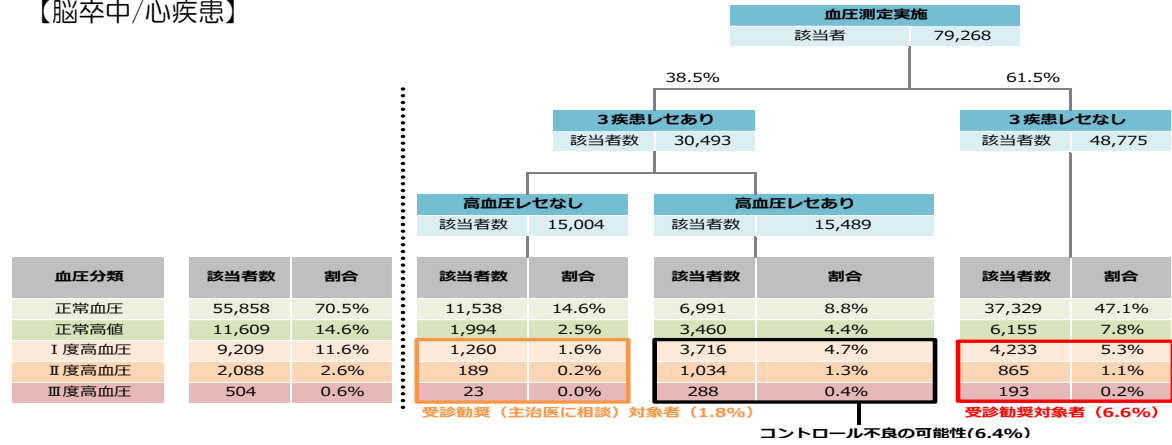 【脳卒中/心疾患】
血圧測定実施
該当者 79,268
38.5% 61.5%
３疾患レセあり ３疾患レセなし
該当者数 30,493 該当者数 48,775
高血圧レセなし 高血圧レセあり
該当者数 15,004 該当者数 15,489
血圧分類 該当者数 割合 該当者数 割合 該当者数 割合 該当者数 割合
正常血圧 55,858 70.5% 11,538 14.6% 6,991 8.8% 37,329 47.1%
正常高値 11,609 14.6% 1,994 2.5% 3,460 4.4% 6,155 7.8%
Ⅰ度高血圧 9,209 11.6% 1,260 1.6% 3,716 4.7% 4,233 5.3%
Ⅱ度高血圧 2,088 2.6% 189 0.2% 1,034 1.3% 865 1.1%
Ⅲ度高血圧 504 0.6% 23 0.0% 288 0.4% 193 0.2%
受診勧奨（主治医に相談）対象者（1.8%） 受診勧奨対象者（6.6%）
コントロール不良の可能性(6.4%)